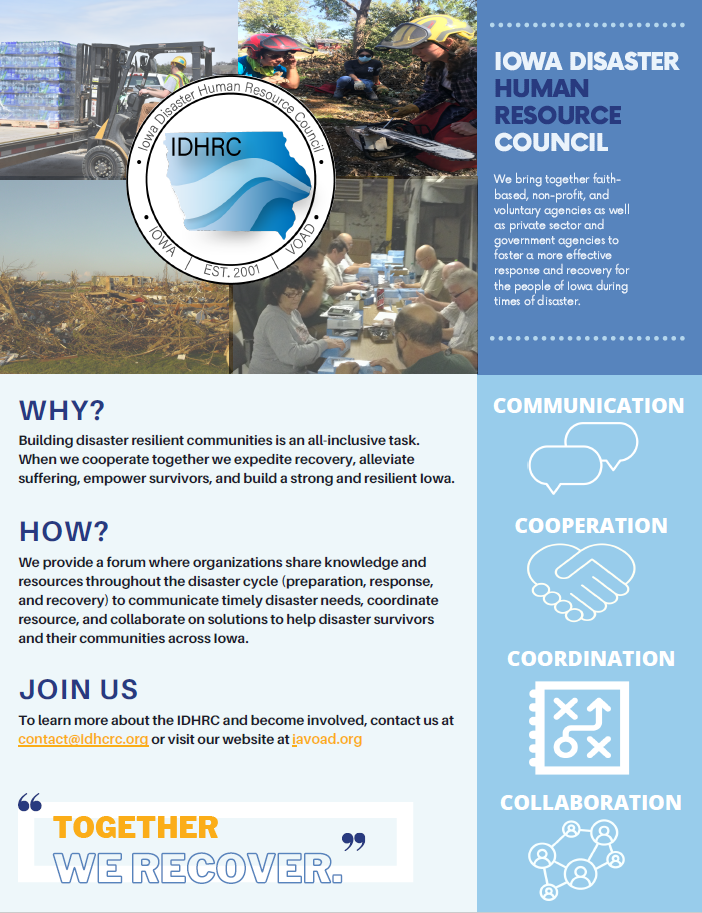 Iowa Disaster Human Resource Council
IDHRC
IOWA | EST. 2001 | VOAD
IOWA DISASTER
HUMAN
RESOURCE
COUNCIL
We bring together faith-
based, non-profit, and
voluntary agencies as well
as private sector and
government agencies to
foster a more effective
response and recovery for
the people of Iowa during
times of disaster.
WHY?
Building disaster resilient communities is an all-inclusive task.
When we cooperate together we expedite recovery, alleviate
suffering, empower survivors, and build a strong and resilient Iowa.
HOW?
We provide a forum where organizations share knowledge and
resources throughout the disaster cycle (preparation, response,
and recovery) to communicate timely disaster needs, coordinate
resource, and collaborate on solutions to help disaster survivors
and their communities across Iowa.
JOIN US
To learn more about the IDHRC and become involved, contact us at
contact@Idhcrc.org or visit our website at iavoad.org
“TOGETHER
WE RECOVER.”
COMMUNICATION
COOPERATION
COORDINATION
COLLABORATION